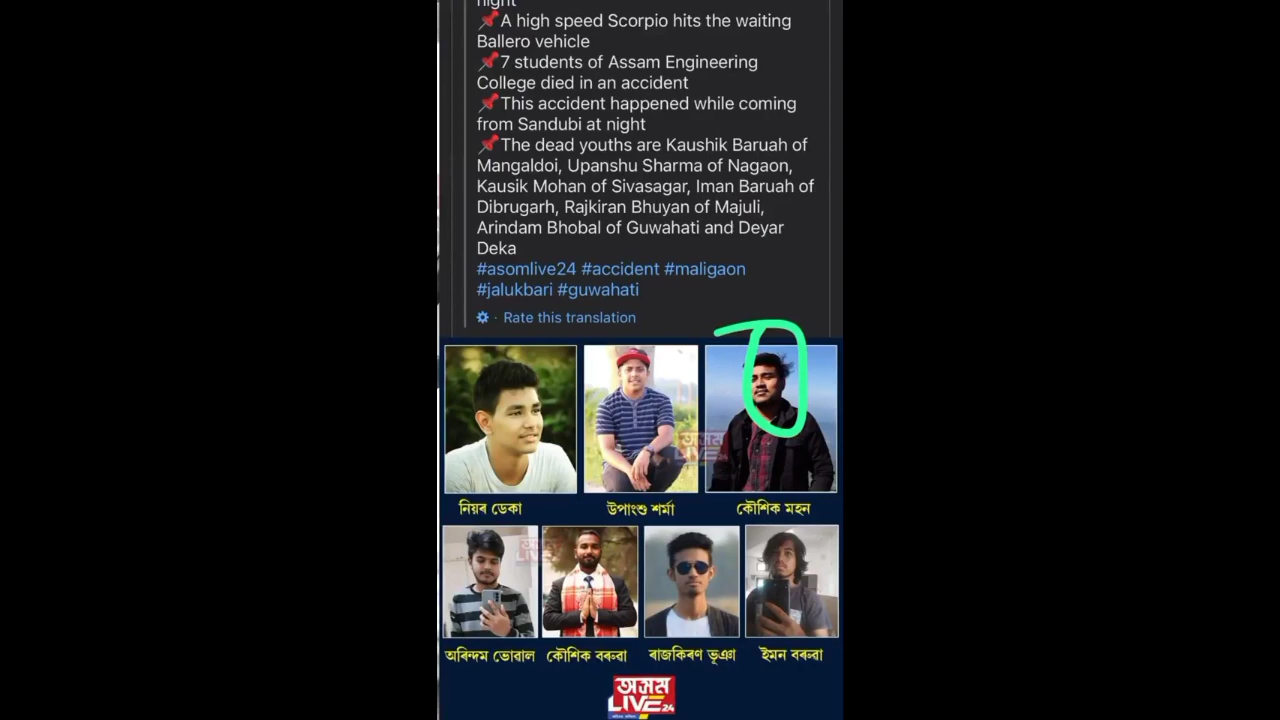 night
📌A high speed Scorpio hits the waiting
Ballero vehicle
📌7 students of Assam Engineering
College died in an accident
📌This accident happened while coming
from Sandubi at night
📌The dead youths are Kaushik Baruah of
Mangaldoi, Upanshu Sharma of Nagaon,
Kausik Mohan of Sivasagar, Iman Baruah of
Dibrugarh, Rajkiran Bhuyan of Majuli,
Arindam Bhobal of Guwahati and Deyar
Deka
#asomlive24 #accident #maligaon
#jalukbari #guwahati
· Rate this translation
নিয়ৰ ডেকা উপাংশু শৰ্মা কৌশিক মহন
অৰিন্দম ভোৱাল কৌশিক বৰুৱা ৰাজকিৰণ ভূঞা ইমন বৰুৱা
অসম
LIVE24